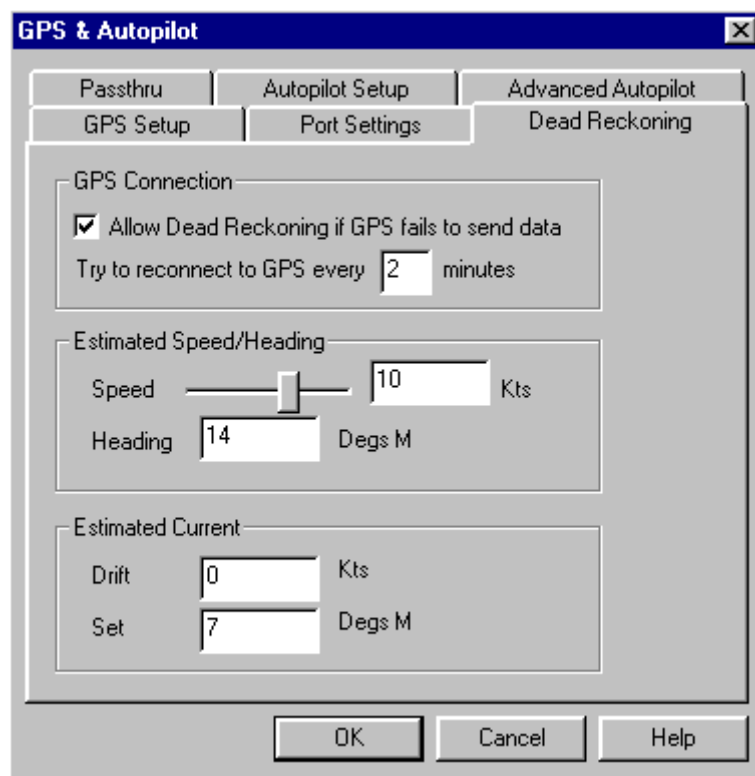 GPS & Autopilot
Passthru Autopilot Setup Advanced Autopilot
GPS Setup Port Settings Dead Reckoning
GPS Connection
Allow Dead Reckoning if GPS fails to send data
Try to reconnect to GPS every 2 minutes
Estimated Speed/Heading
Speed 10 Kts
Heading 14 Degs M
Estimated Current
Drift 0 Kts
Set 7 Degs M
OK Cancel Help